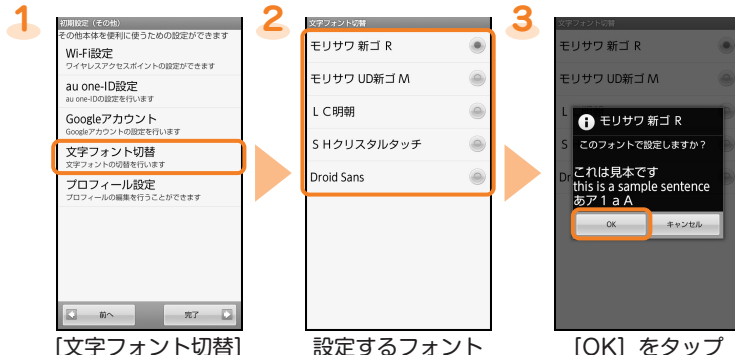 1
初期設定（その他）
その他本体を便利に使うための設定ができます
Wi-Fi設定
ワイヤレスアクセスポイントの設定ができます
au one-ID設定
au one-IDの設定を行います
Googleアカウント
Googleアカウントの設定を行います
文字フォント切替
文字フォントの切替を行います
プロフィール設定
プロフィールの編集を行うことができます
前へ
完了
[文字フォント切替]
2
文字フォント切替
モリサワ 新ゴ R
モリサワ UD新ゴ M
ＬＣ明朝
ＳＨクリスタルタッチ
Droid Sans
設定するフォント
3
文字フォント切替
モリサワ 新ゴ R
モリサワ UD新ゴ M
L
S
Dr
モリサワ 新ゴ R
このフォントで設定しますか？
これは見本です
this is a sample sentence
あア１ａA
OK
キャンセル
[OK] をタップ